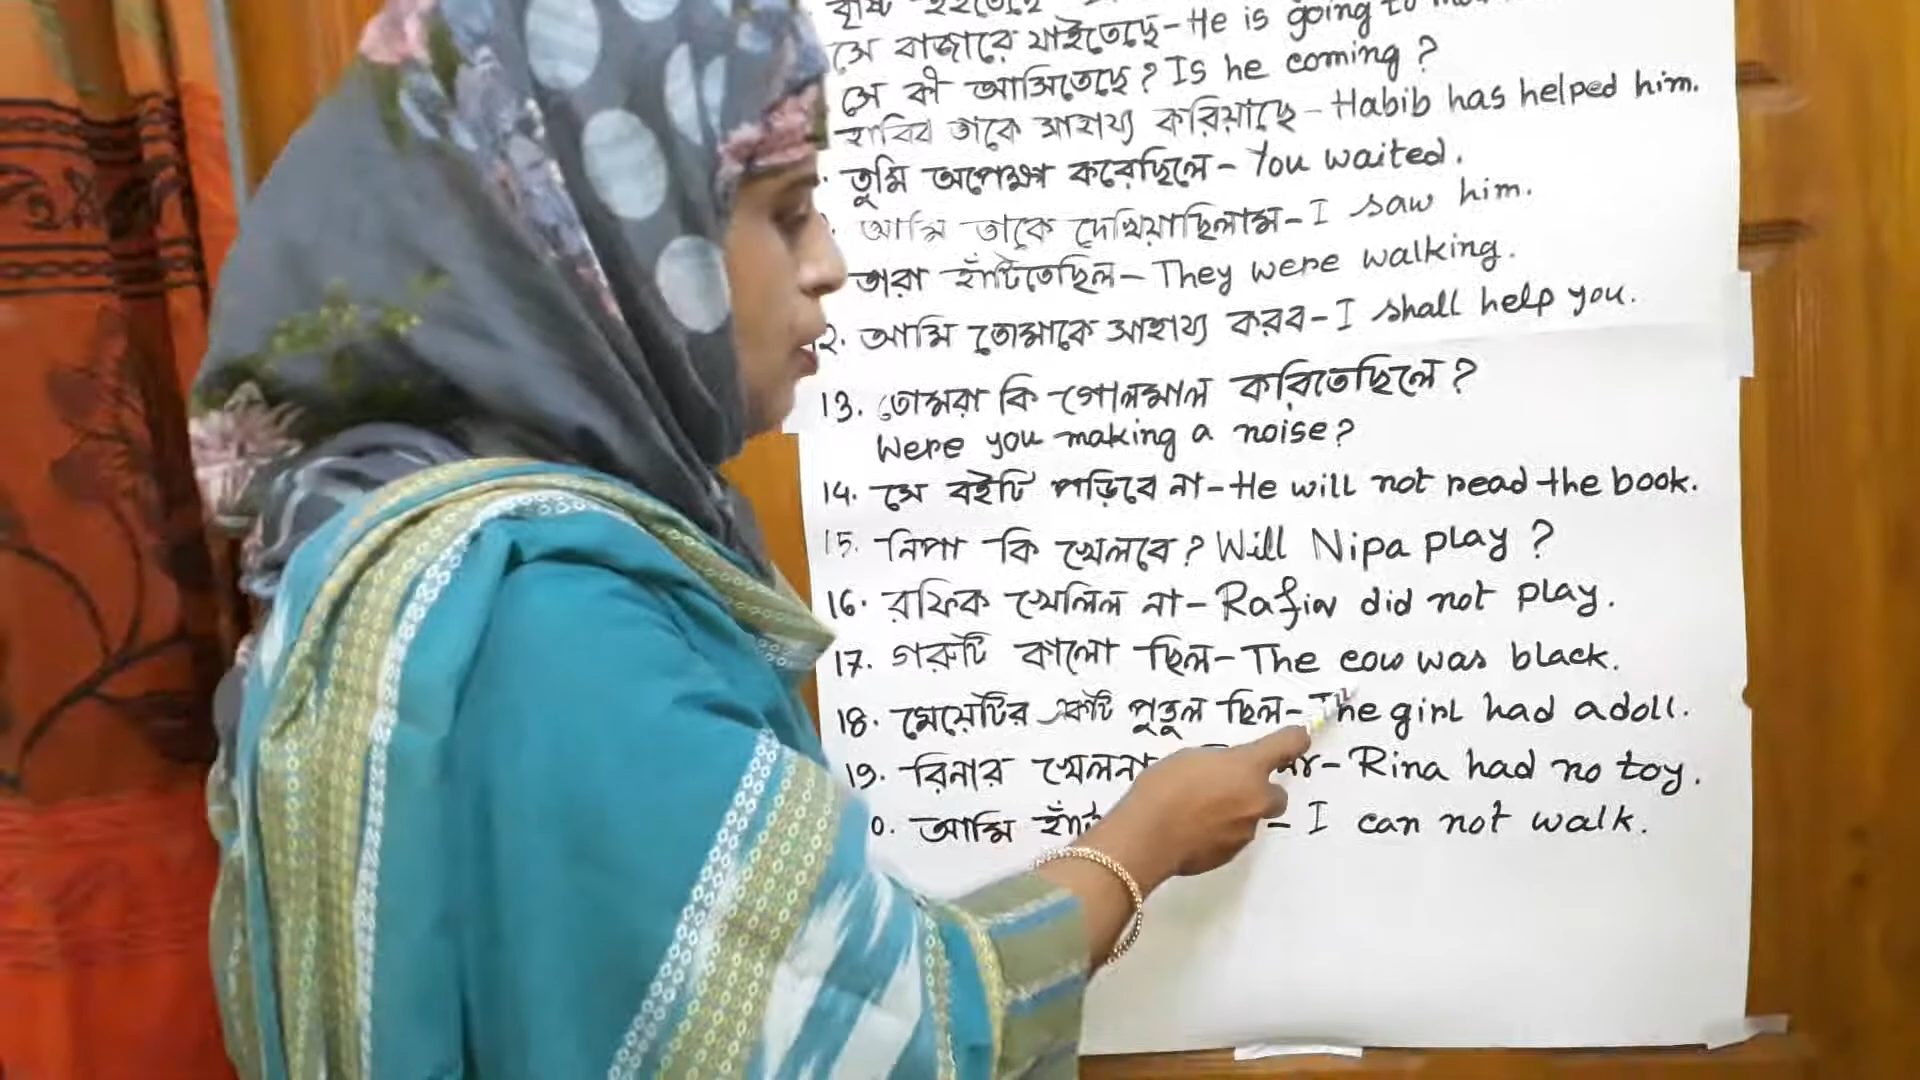 বৃষ্টি হইতেছে
সে বাজারে যাইতেছে - He is going to
সে কী আসিতেছে? Is he coming?
হাবিব তাকে সাহায্য করিয়াছে - Habib has helped him.
তুমি অপেক্ষা করেছিলে - You waited.
আমি তাকে দেখিয়াছিলাম - I saw him.
তারা হাঁটিতেছিল - They were walking.
2. আমি তোমাকে সাহায্য করব - I shall help you.
13. তোমরা কি গোলমাল করিতেছিলে?
Were you making a noise?
14. সে বইটি পড়িবে না - He will not read the book.
15. নিপা কি খেলবে? Will Nipa play?
16. রফিক খেলিল না - Rafiq did not play.
17. গরুটি কালো ছিল - The cow was black.
18. মেয়েটির একটি পুতুল ছিল - The girl had a doll.
19. রিনার খেলনা - Rina had no toy.
0. আমি - I can not walk.